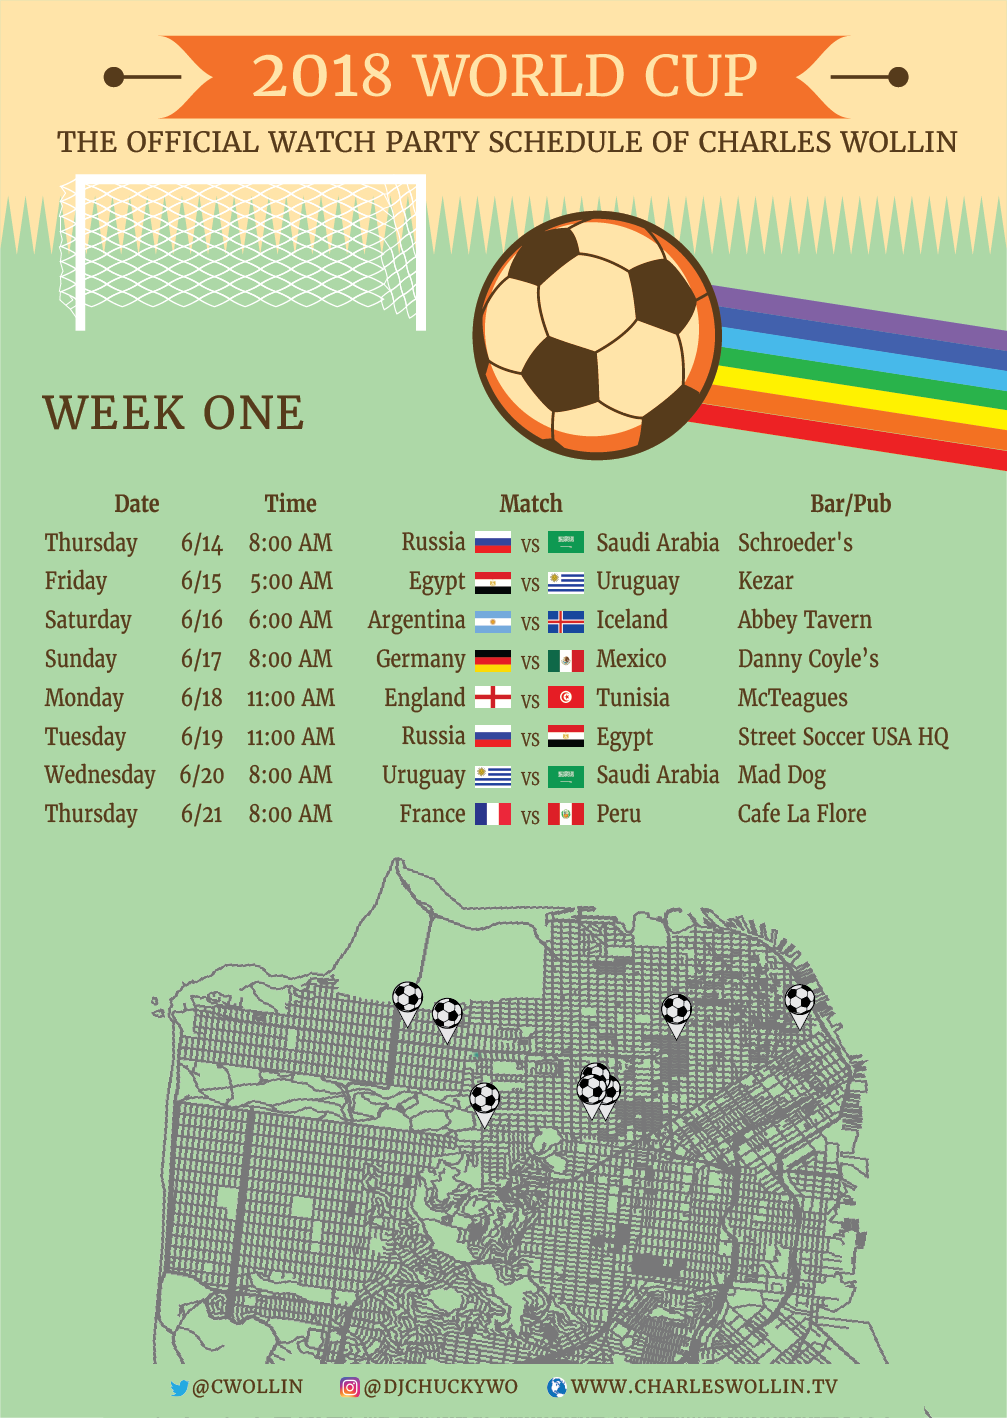 2018 WORLD CUP
THE OFFICIAL WATCH PARTY SCHEDULE OF CHARLES WOLLIN
WEEK ONE
Date Time Match Bar/Pub
Thursday 6/14 8:00 AM Russia vs Saudi Arabia Schroeder's
Friday 6/15 5:00 AM Egypt vs Uruguay Kezar
Saturday 6/16 6:00 AM Argentina vs Iceland Abbey Tavern
Sunday 6/17 8:00 AM Germany vs Mexico Danny Coyle’s
Monday 6/18 11:00 AM England vs Tunisia McTeagues
Tuesday 6/19 11:00 AM Russia vs Egypt Street Soccer USA HQ
Wednesday 6/20 8:00 AM Uruguay vs Saudi Arabia Mad Dog
Thursday 6/21 8:00 AM France vs Peru Cafe La Flore
@CWOLLIN @DJCHUCKYWO WWW.CHARLESWOLLIN.TV